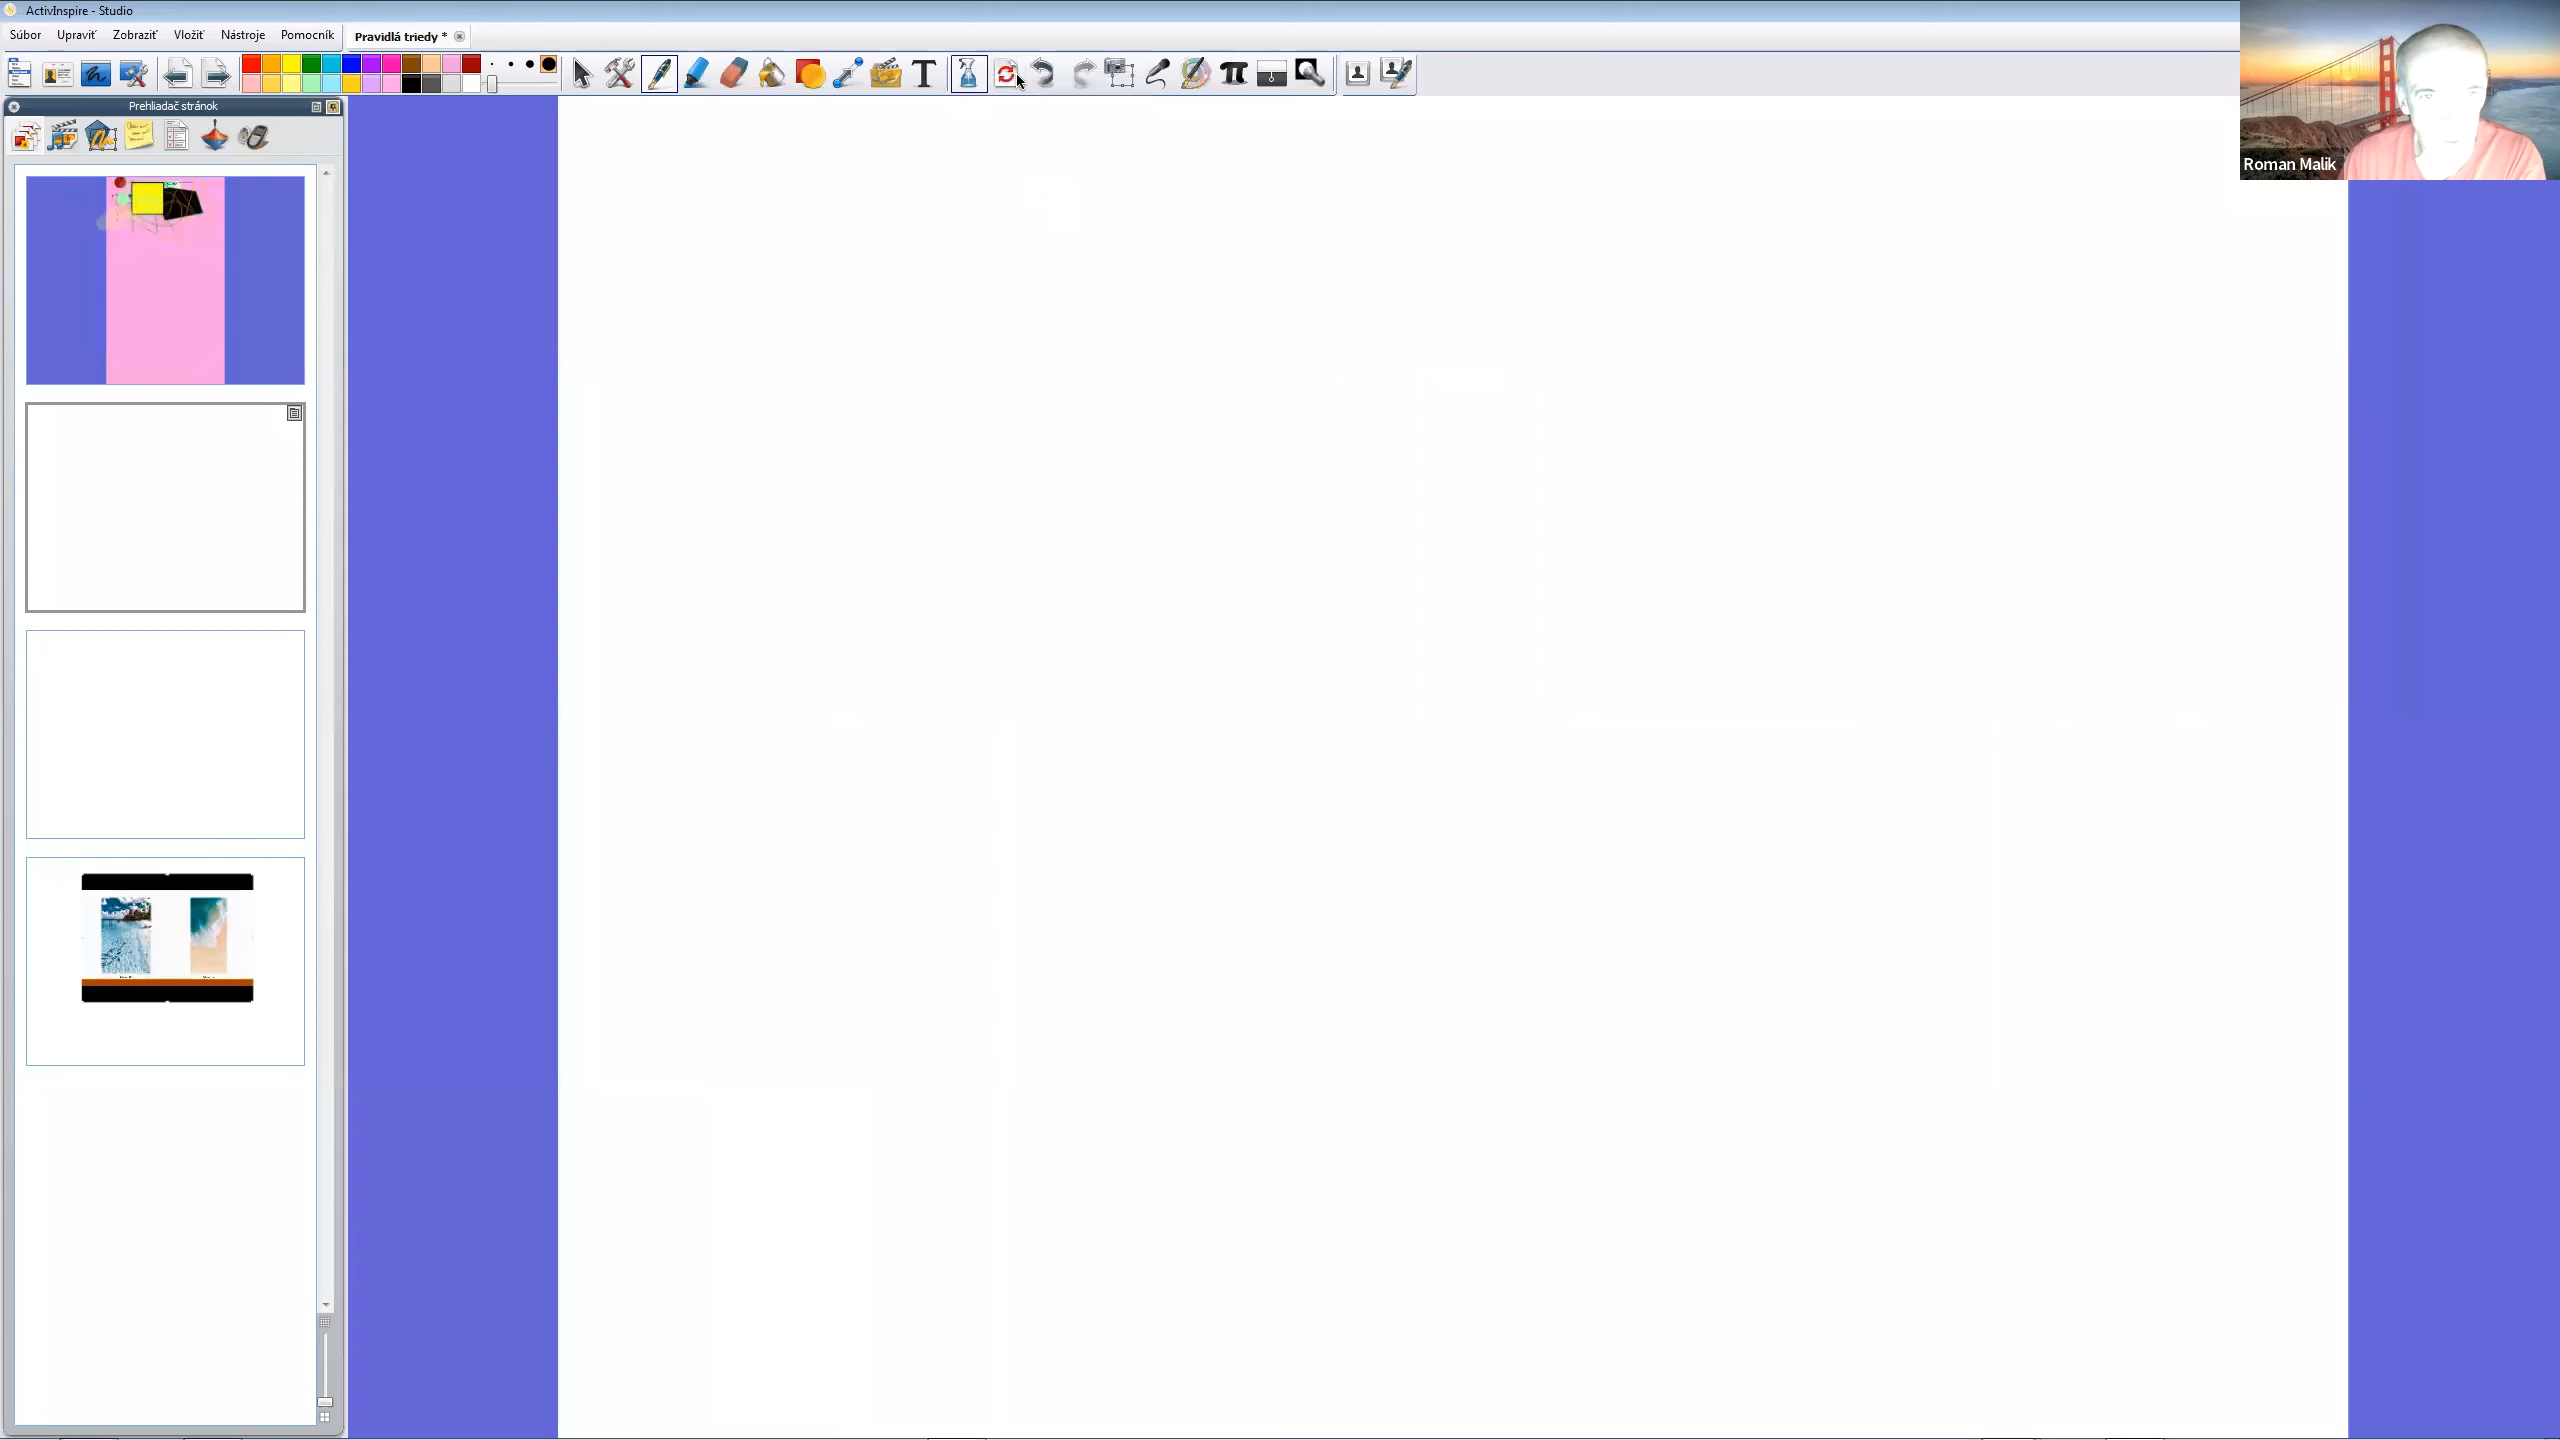 ActivInspire - Studio
Súbor Upraviť Zobraziť Vložiť Nástroje Pomocník Pravidlá triedy *
Prehliadač stránok
Roman Malik